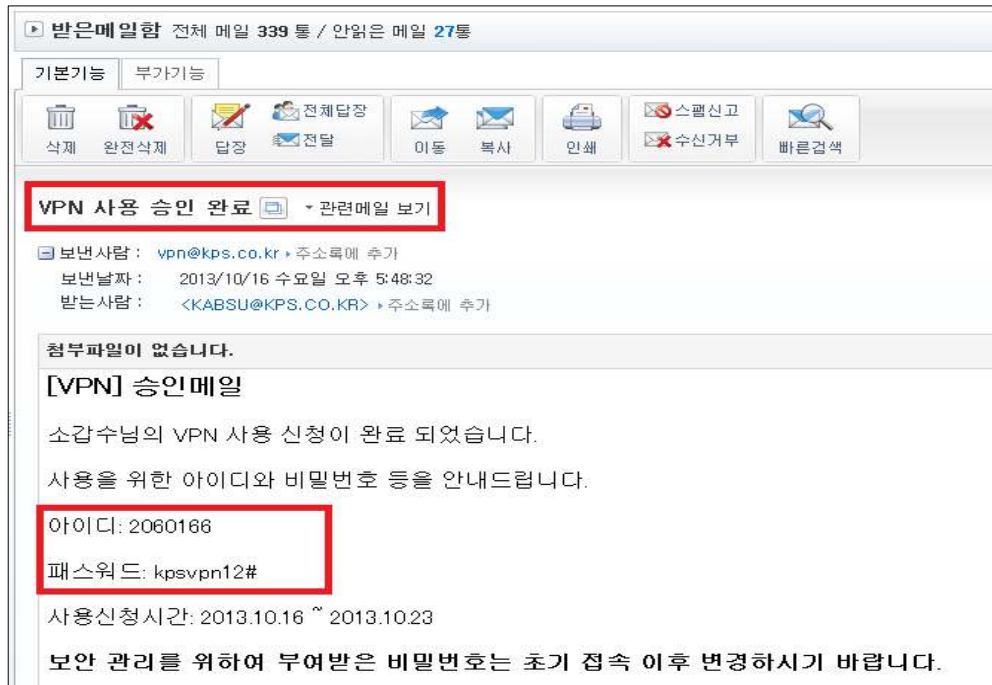 받은메일함 전체 메일 339 통 / 안읽은 메일 27통
기본기능 부가기능
삭제 완전삭제 답장 전체답장 전달 이동 복사 인쇄 스팸신고 수신거부 빠른검색
VPN 사용 승인 완료 관련메일 보기
보낸사람 : vpn@kps.co.kr 주소록에 추가
보낸날짜 : 2013/10/16 수요일 오후 5:48:32
받는사람 : <KABSU@KPS.CO.KR> 주소록에 추가
첨부파일이 없습니다.
[VPN] 승인메일
소갑수님의 VPN 사용 신청이 완료 되었습니다.
사용을 위한 아이디와 비밀번호 등을 안내드립니다.
아이디: 2060166
패스워드: kpsvpn12#
사용신청시간: 2013.10.16 ~ 2013.10.23
보안 관리를 위하여 부여받은 비밀번호는 초기 접속 이후 변경하시기 바랍니다.